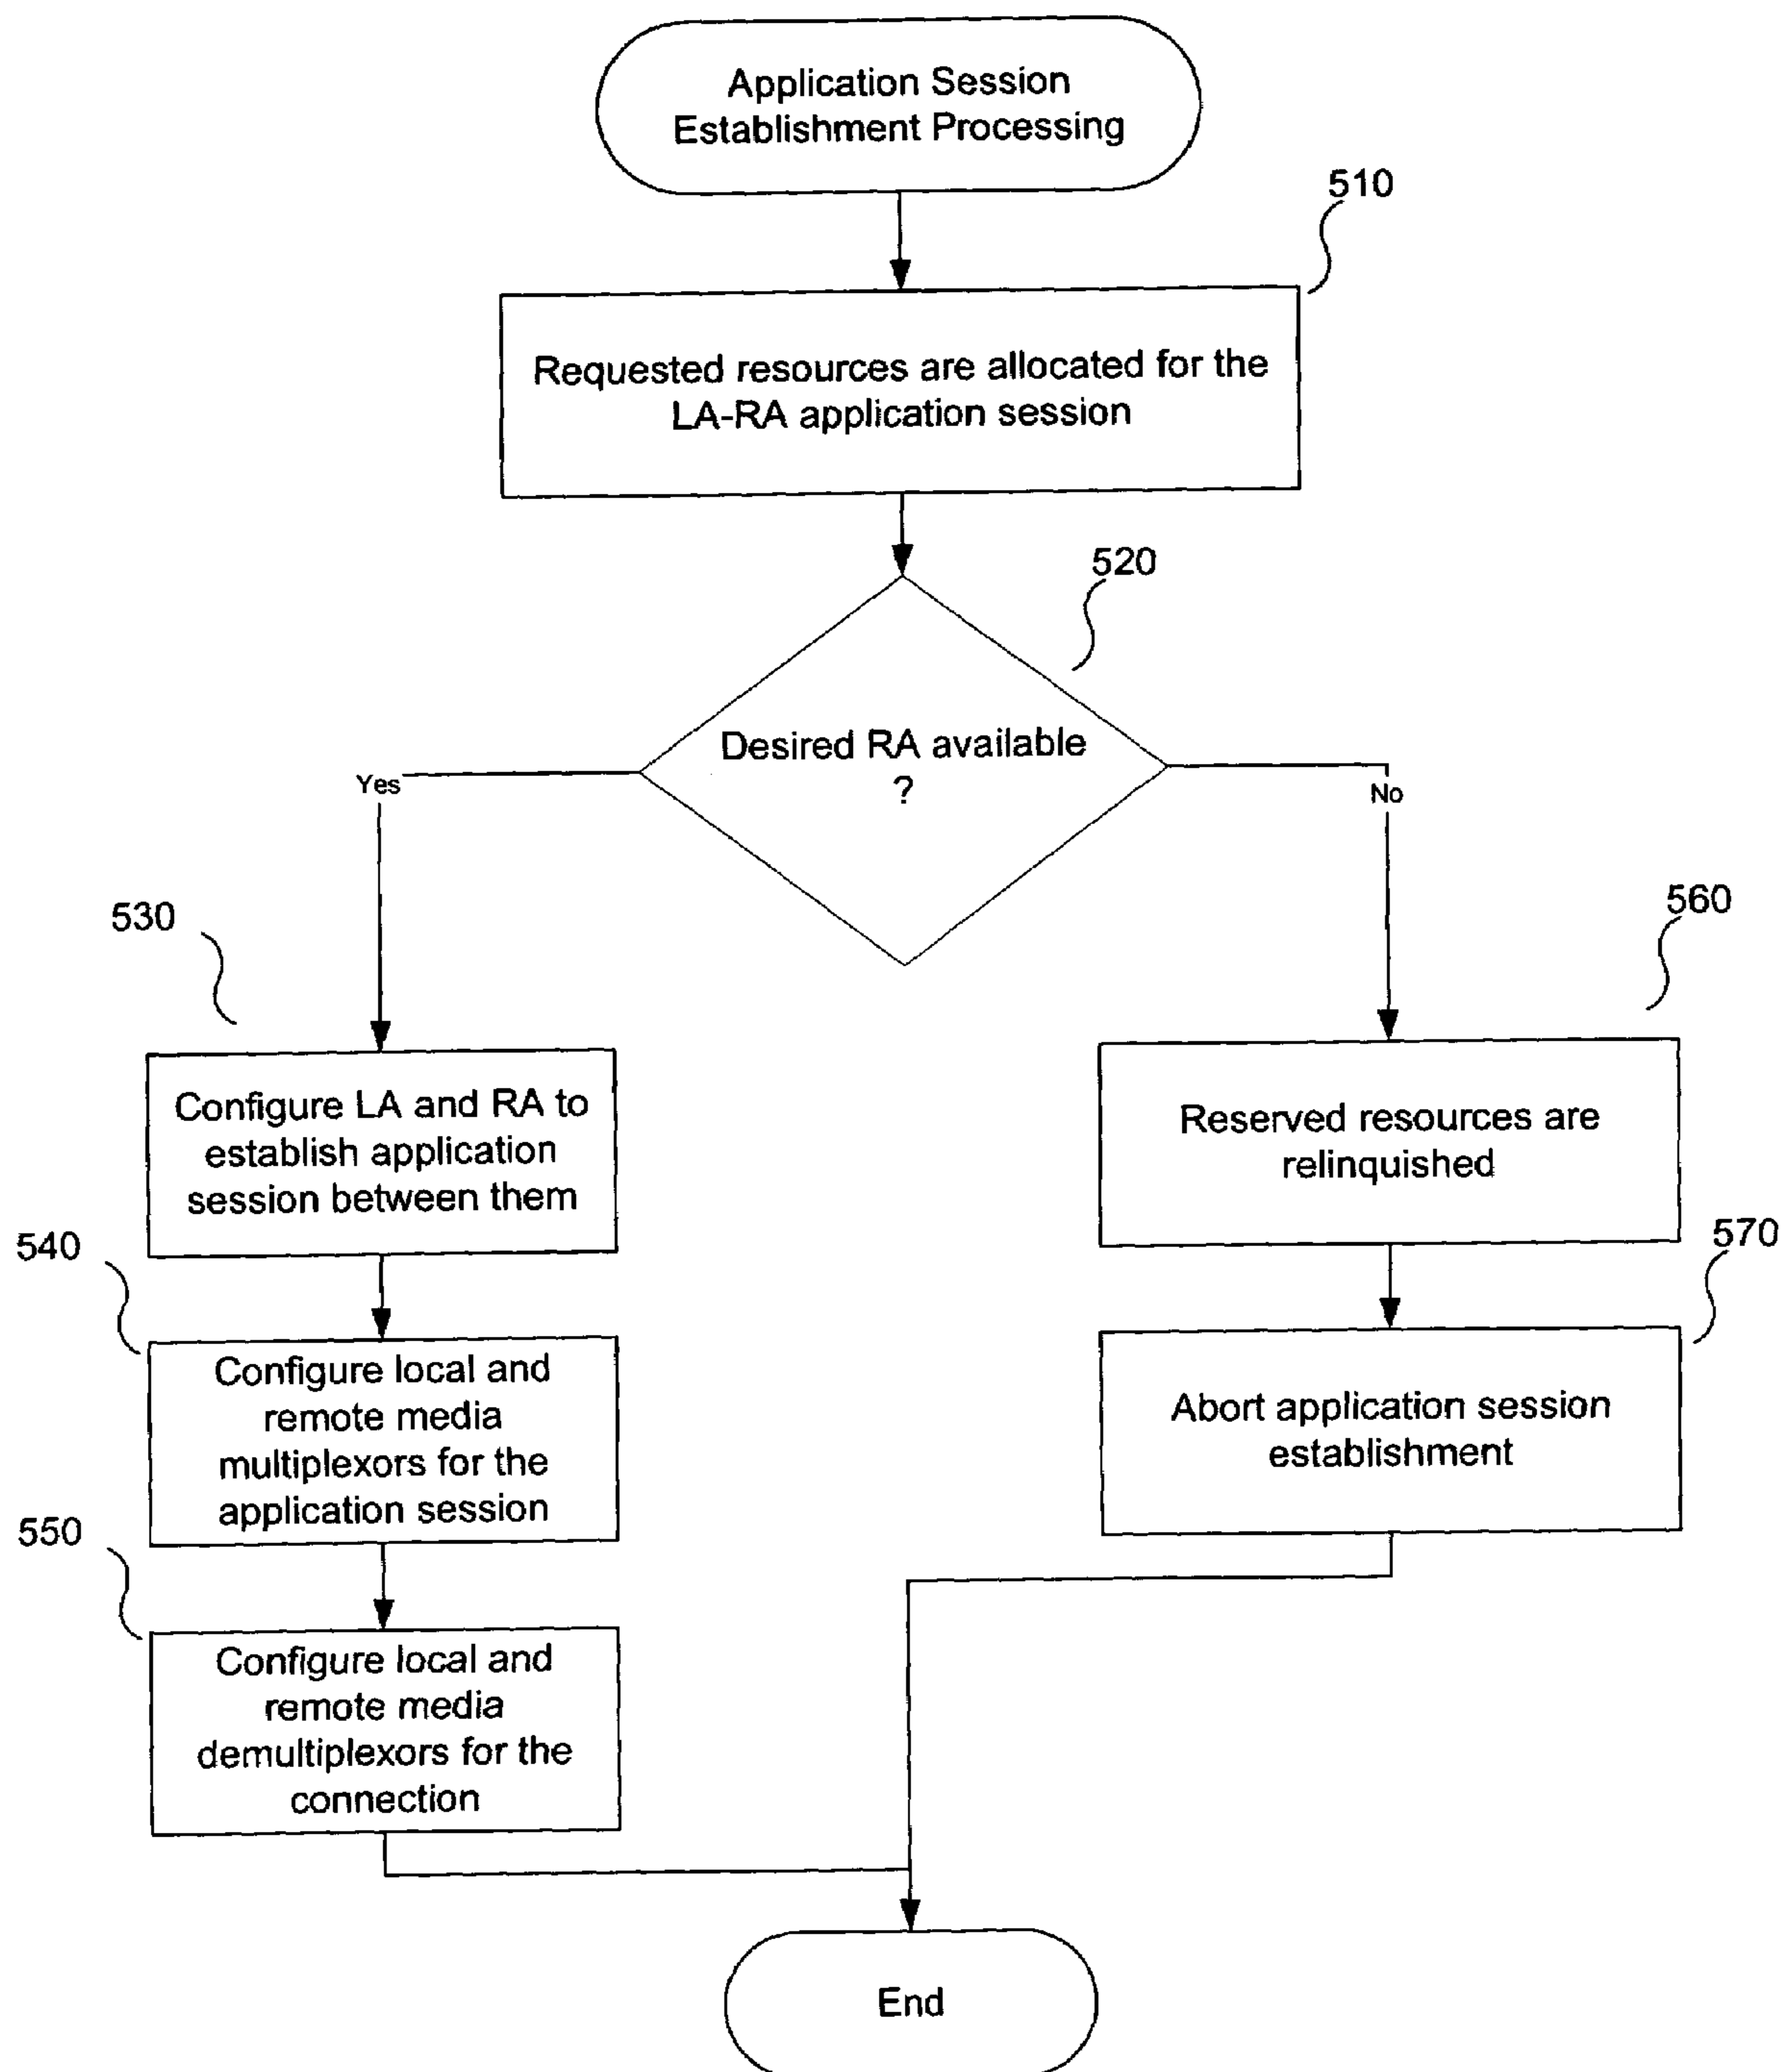 Application Session
Establishment Processing
510
Requested resources are allocated for the
LA-RA application session
520
Desired RA available
?
Yes
No
530
560
Configure LA and RA to
establish application
session between them
Reserved resources are
relinquished
540
570
Configure local and
remote media
multiplexors for the
application session
Abort application session
establishment
550
Configure local and
remote media
demultiplexors for the
connection
End